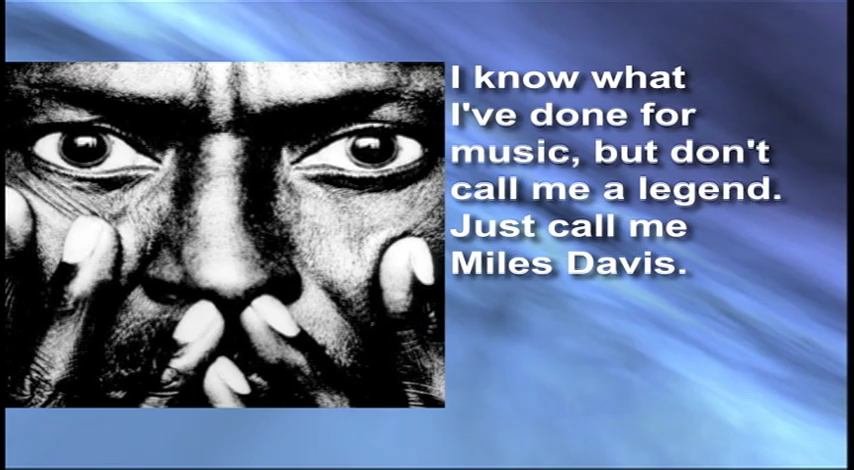 I know what
I've done for
music, but don't
call me a legend.
Just call me
Miles Davis.